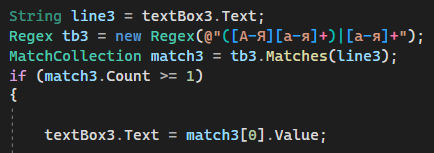 String line3 = textBox3.Text;
Regex tb3 = new Regex(@"([А-Я][а-я]+)|[а-я]+");
MatchCollection match3 = tb3.Matches(line3);
if (match3.Count >= 1)
{
textBox3.Text = match3[0].Value;